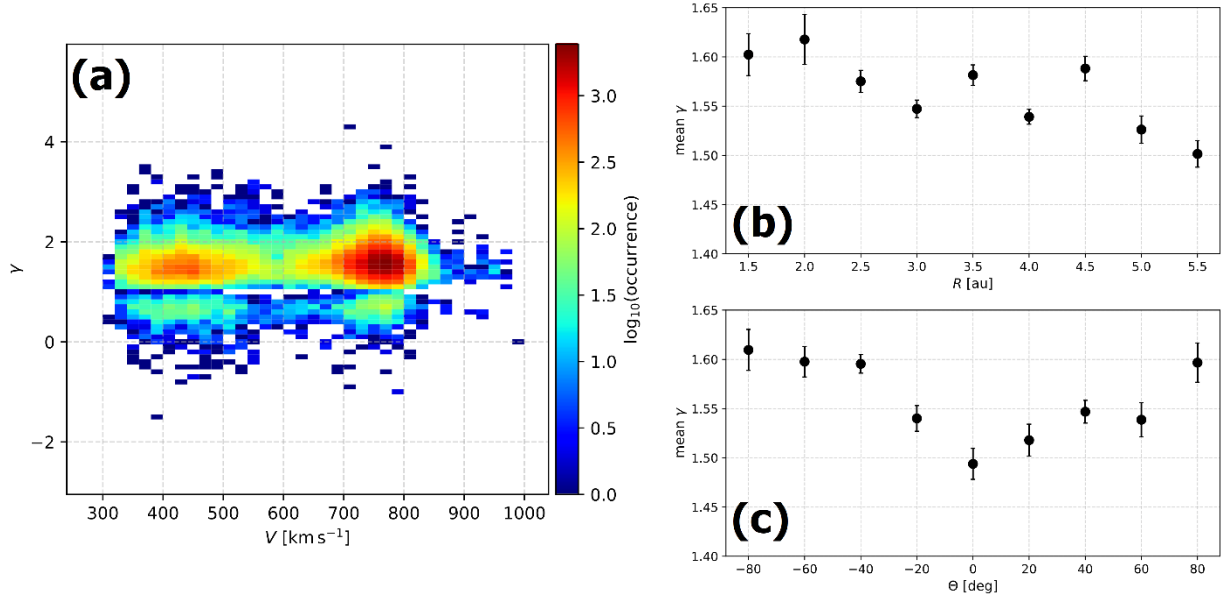 (a)
4
2
0
−2
γ
300 400 500 600 700 800 900 1000
V [km s⁻¹]
3.0
2.5
2.0
1.5
1.0
0.5
0.0
log₁₀(occurrence)
(b)
1.65
1.60
1.55
1.50
1.45
1.40
mean γ
1.5 2.0 2.5 3.0 3.5 4.0 4.5 5.0 5.5
R [au]
(c)
1.65
1.60
1.55
1.50
1.45
1.40
mean γ
−80 −60 −40 −20 0 20 40 60 80
Θ [deg]